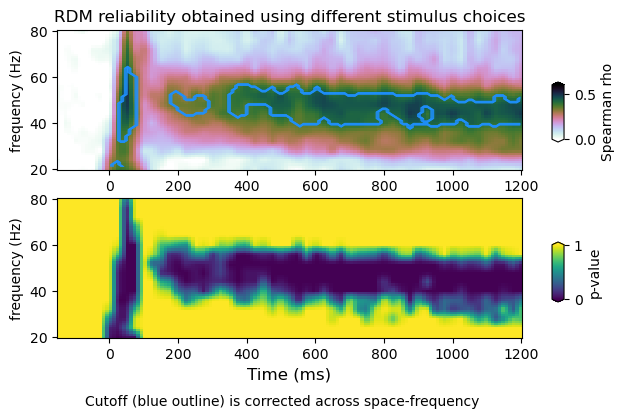 RDM reliability obtained using different stimulus choices
80
60
40
20
frequency (Hz)
0 200 400 600 800 1000 1200
0.5
0.0
Spearman rho
80
60
40
20
frequency (Hz)
0 200 400 600 800 1000 1200
Time (ms)
1
0
p-value
Cutoff (blue outline) is corrected across space-frequency